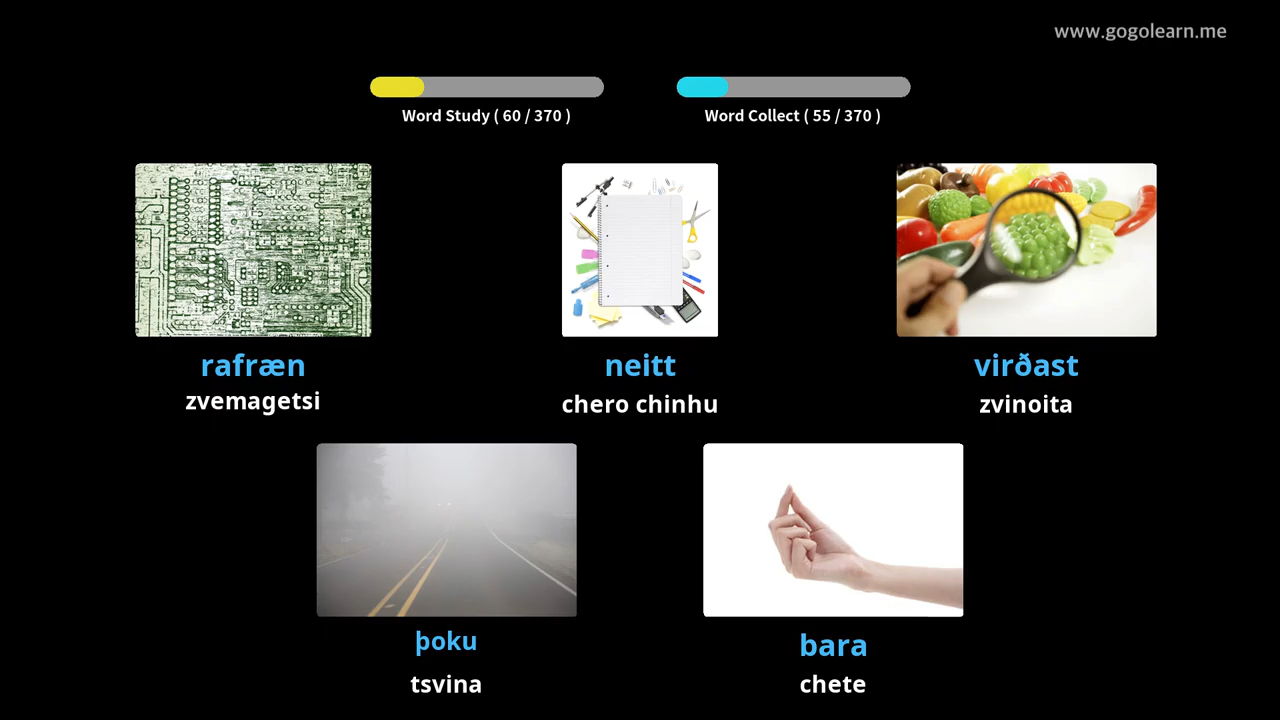 www.gogolearn.me
Word Study ( 60 / 370 )
Word Collect ( 55 / 370 )
rafræn
zvemagetsi
neitt
chero chinhu
virðast
zvinoita
þoku
tsvina
bara
chete